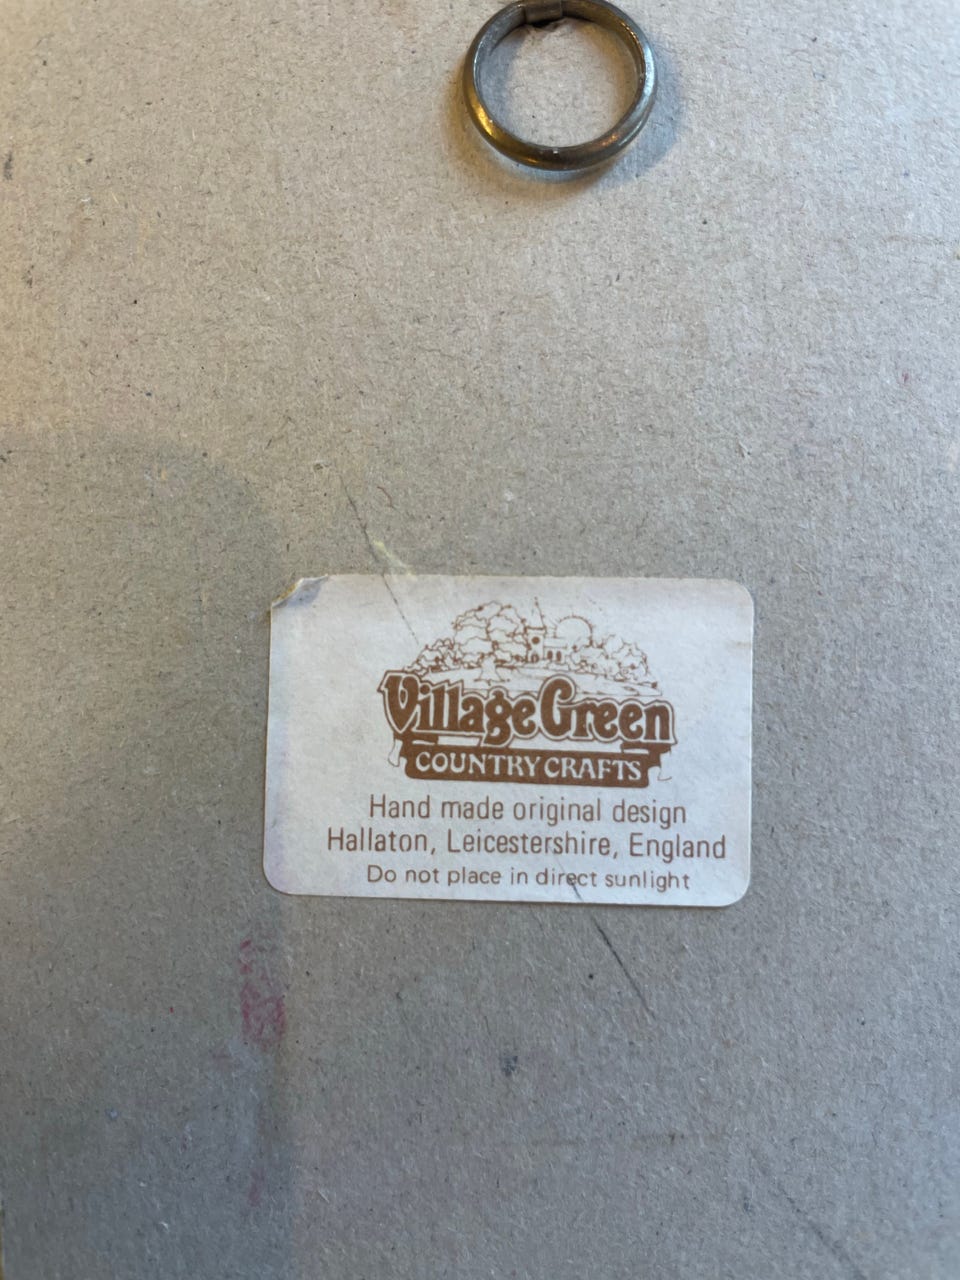 Village Green
COUNTRY CRAFTS
Hand made original design
Hallaton, Leicestershire, England
Do not place in direct sunlight